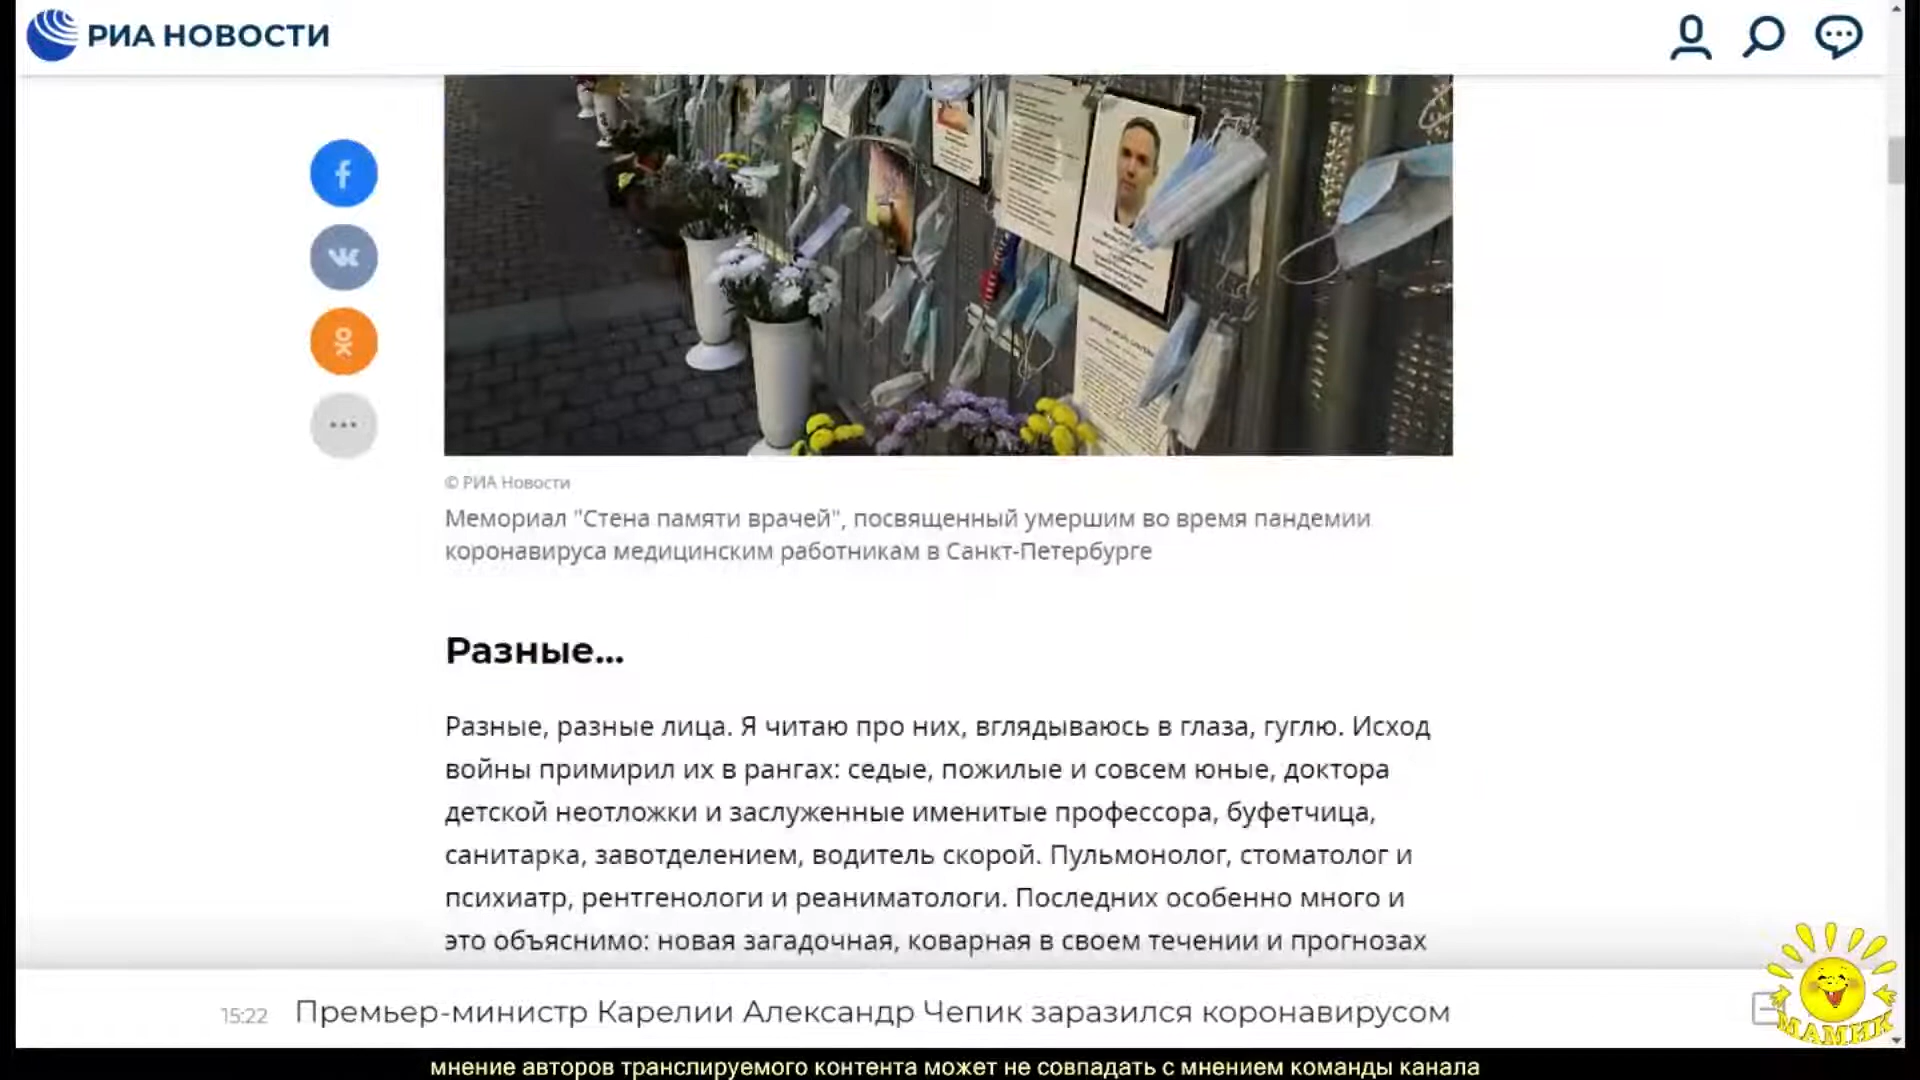 РИА НОВОСТИ
© РИА Новости
Мемориал "Стена памяти врачей", посвященный умершим во время пандемии
коронавируса медицинским работникам в Санкт-Петербурге
Разные...
Разные, разные лица. Я читаю про них, вглядываюсь в глаза, гуглю. Исход
войны примирил их в рангах: седые, пожилые и совсем юные, доктора
детской неотложки и заслуженные именитые профессора, буфетчица,
санитарка, завотделением, водитель скорой. Пульмонолог, стоматолог и
психиатр, рентгенологи и реаниматологи. Последних особенно много и
это объяснимо: новая загадочная, коварная в своем течении и прогнозах
15:22 Премьер-министр Карелии Александр Чепик заразился коронавирусом
МАМИК
мнение авторов транслируемого контента может не совпадать с мнением команды канала